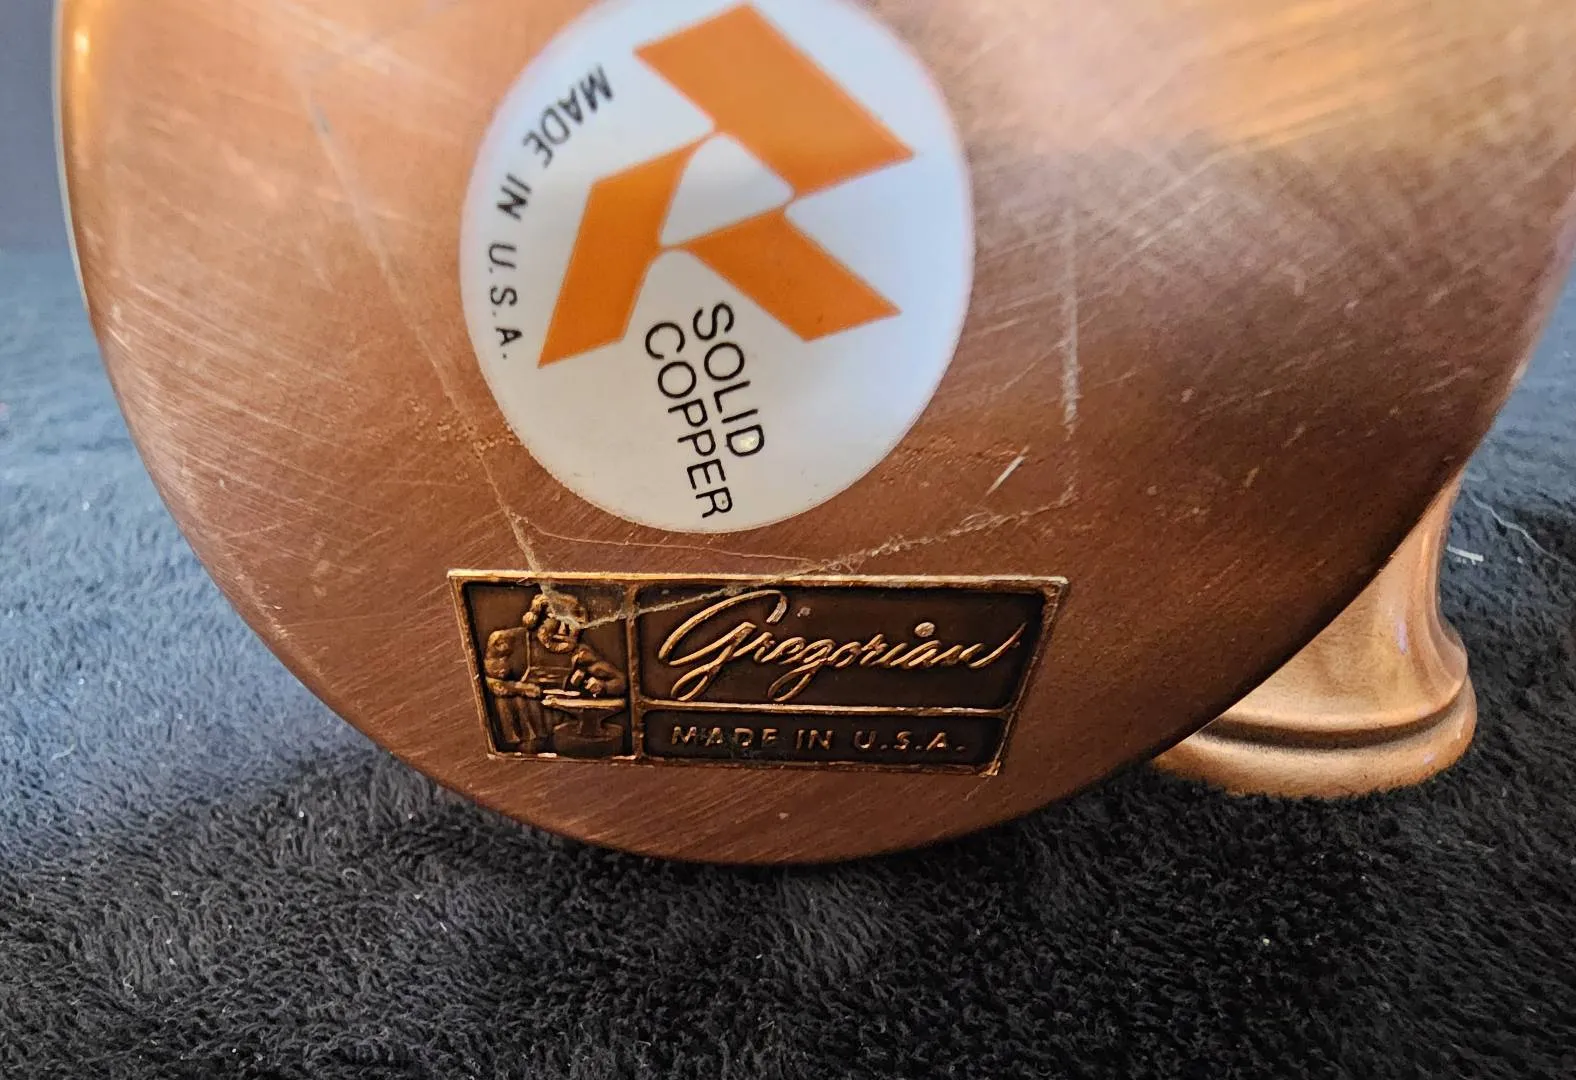 MADE IN U.S.A.
SOLID
COPPER
Gregorian
MADE IN U.S.A.